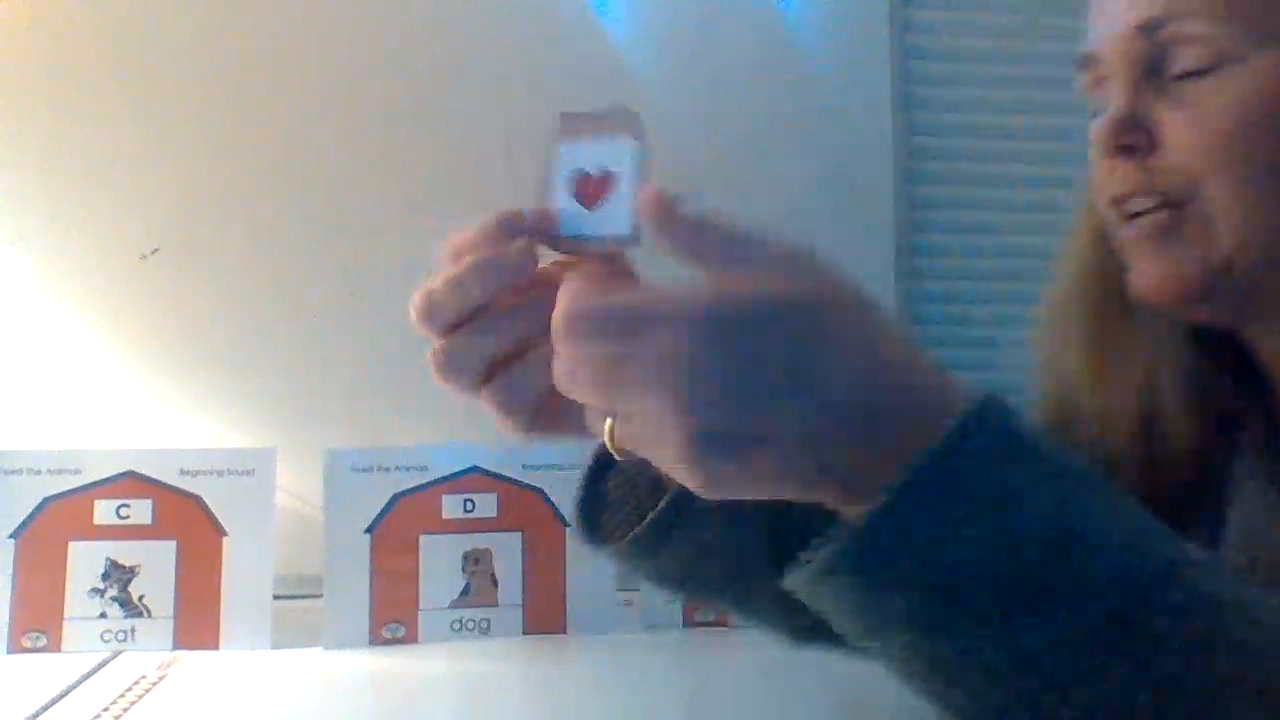 Feed the Animals Beginning Sound
C
cat
Feed the Animals
D
dog